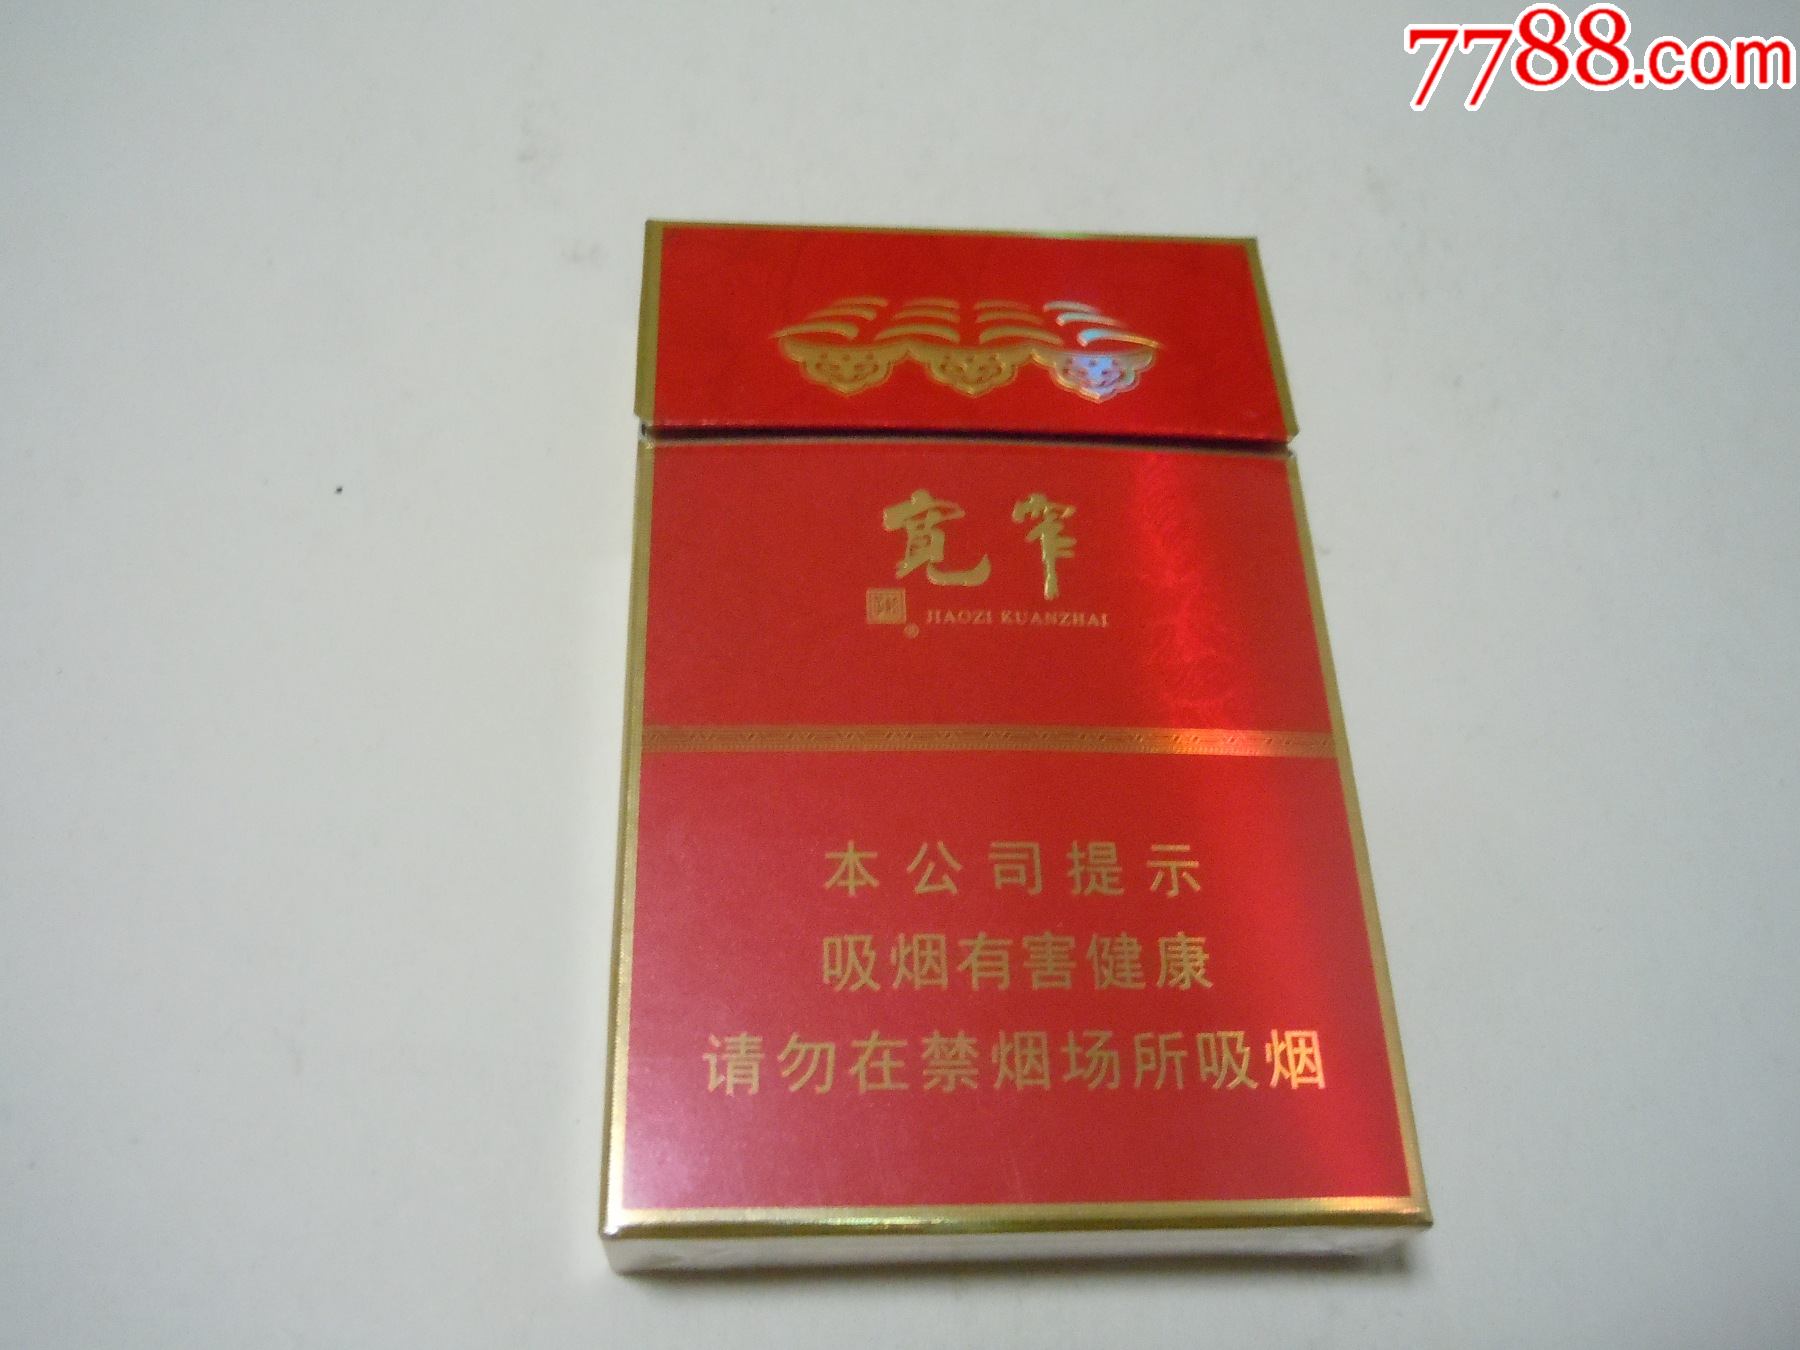 7788.com
宽窄
® JIAOZI KUANZHAI
本公司提示
吸烟有害健康
请勿在禁烟场所吸烟